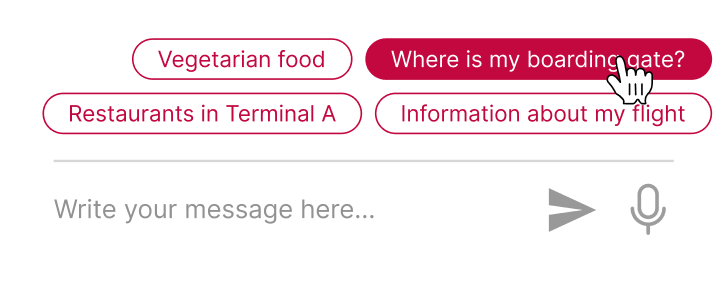 Vegetarian food
Where is my boarding gate?
Restaurants in Terminal A
Information about my flight
Write your message here...